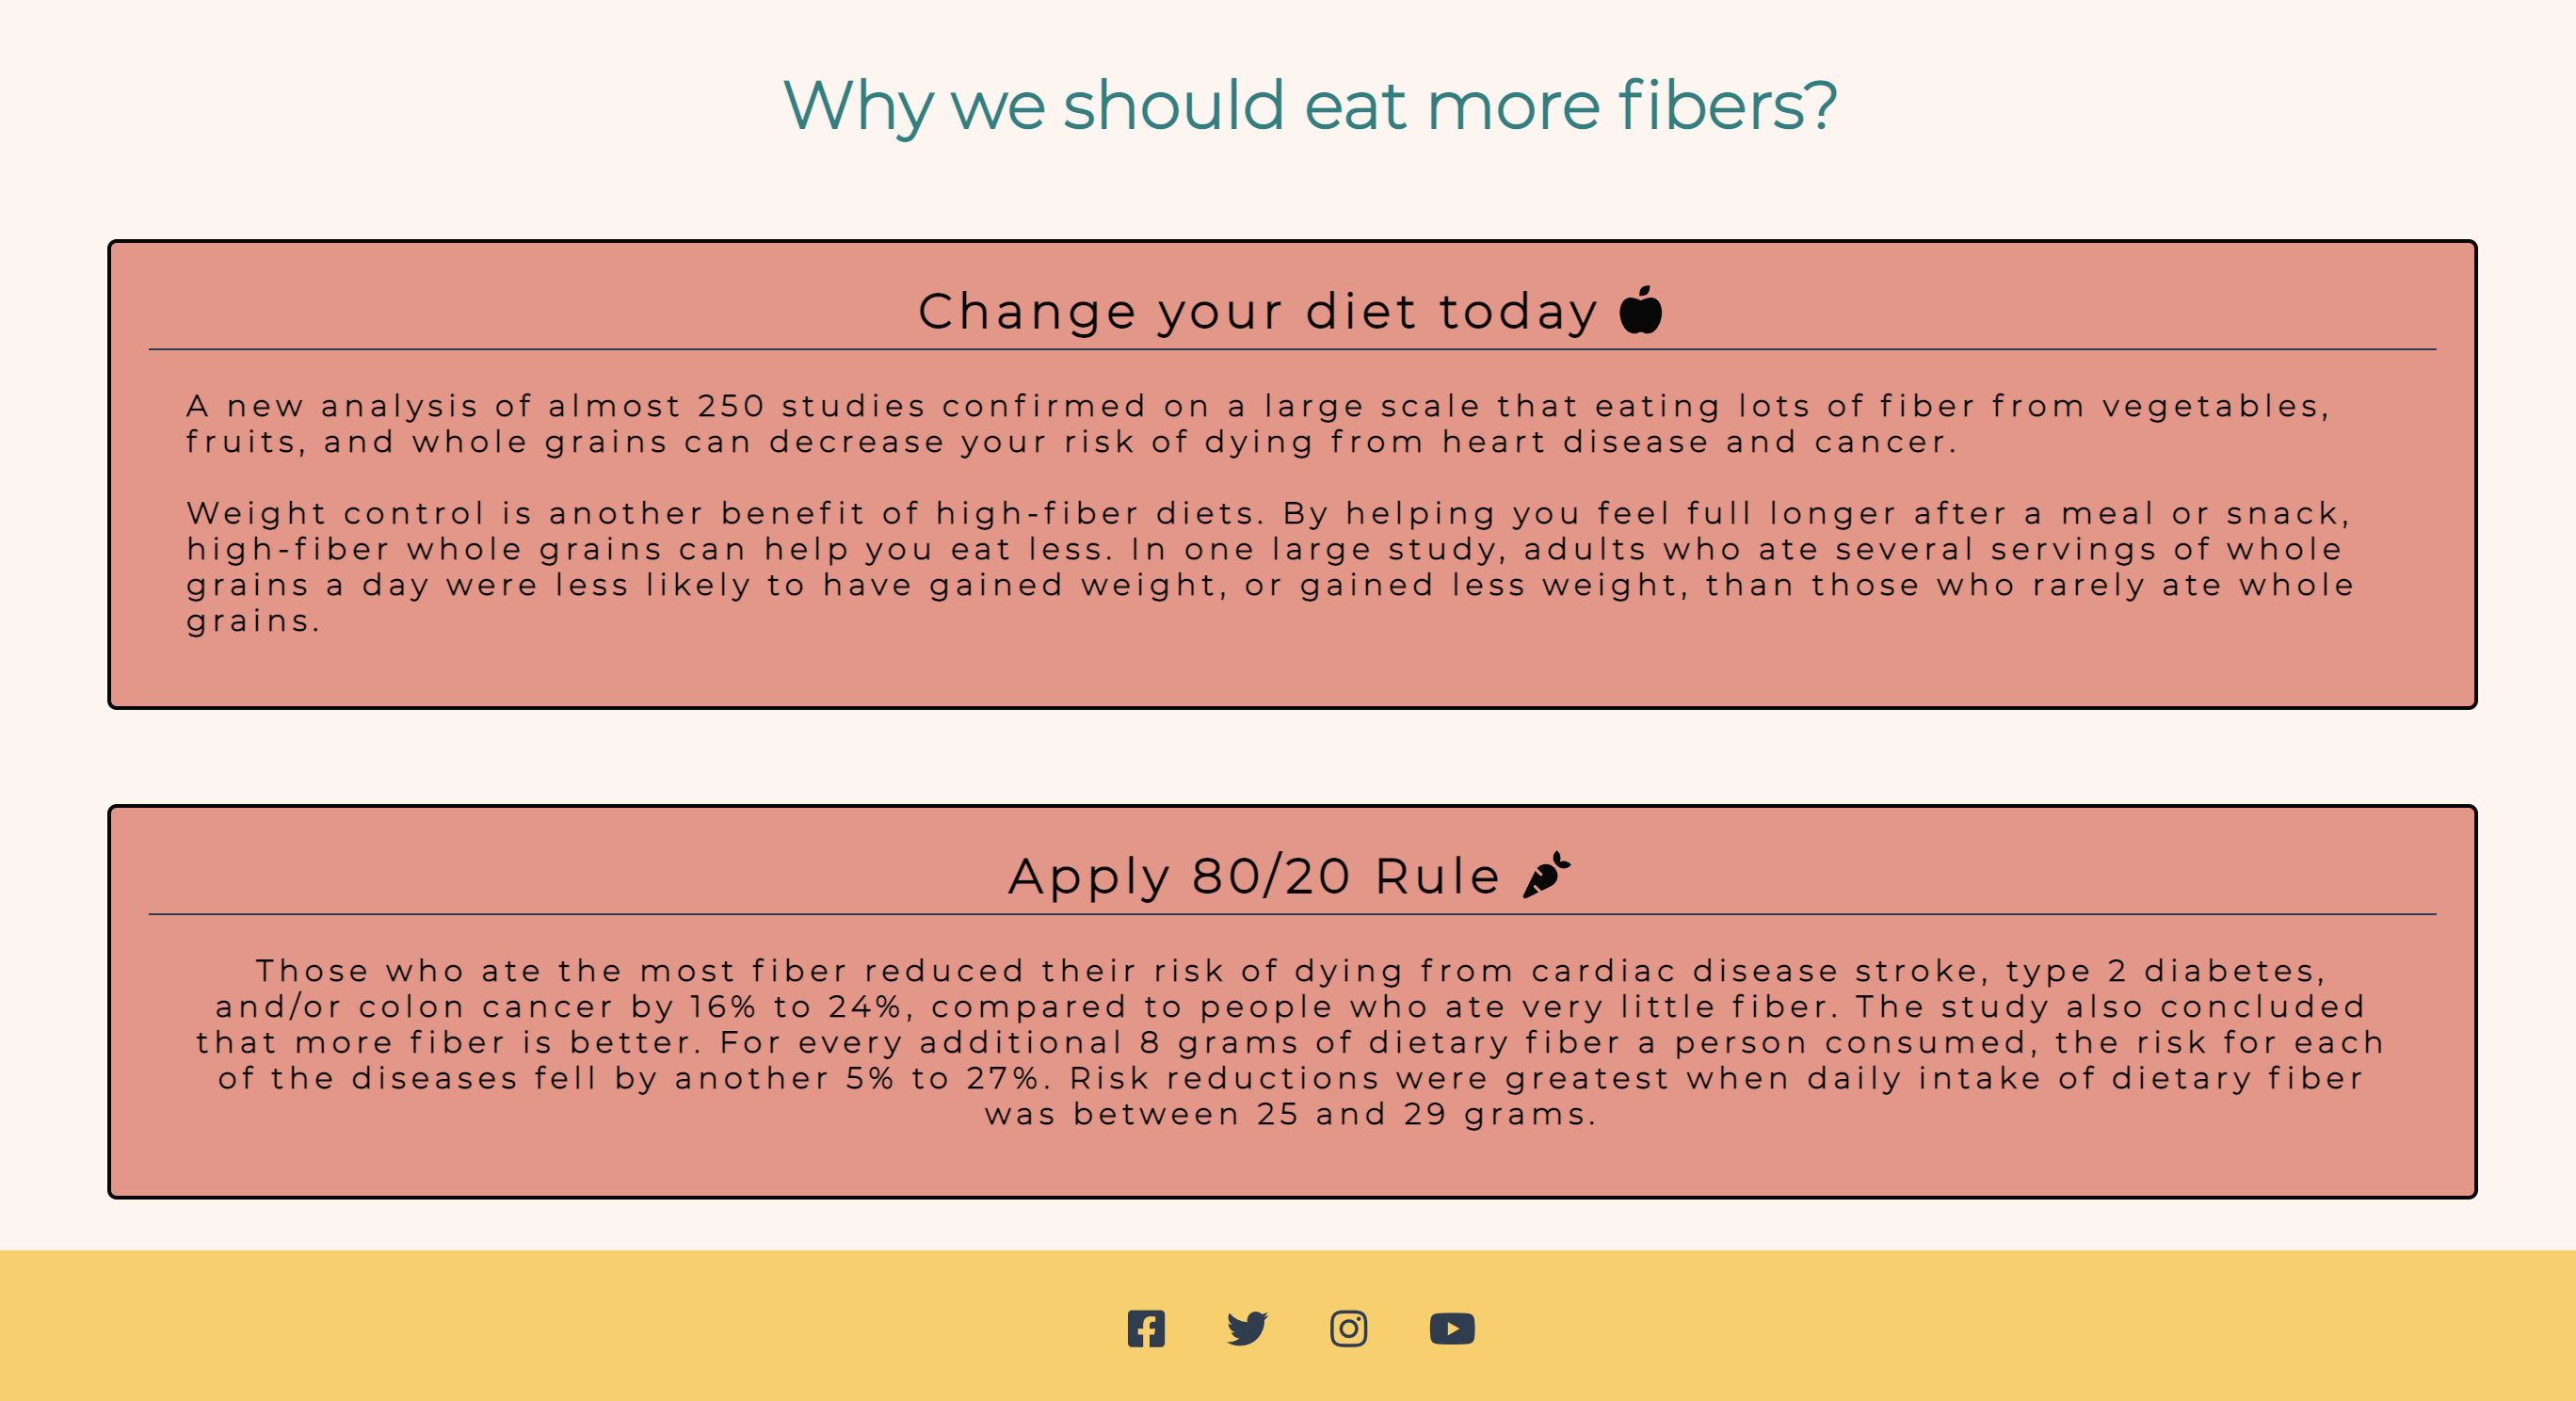 Why we should eat more fibers?
Change your diet today
A new analysis of almost 250 studies confirmed on a large scale that eating lots of fiber from vegetables,
fruits, and whole grains can decrease your risk of dying from heart disease and cancer.
Weight control is another benefit of high-fiber diets. By helping you feel full longer after a meal or snack,
high-fiber whole grains can help you eat less. In one large study, adults who ate several servings of whole
grains a day were less likely to have gained weight, or gained less weight, than those who rarely ate whole
grains.
Apply 80/20 Rule
Those who ate the most fiber reduced their risk of dying from cardiac disease stroke, type 2 diabetes,
and/or colon cancer by 16% to 24%, compared to people who ate very little fiber. The study also concluded
that more fiber is better. For every additional 8 grams of dietary fiber a person consumed, the risk for each
of the diseases fell by another 5% to 27%. Risk reductions were greatest when daily intake of dietary fiber
was between 25 and 29 grams.